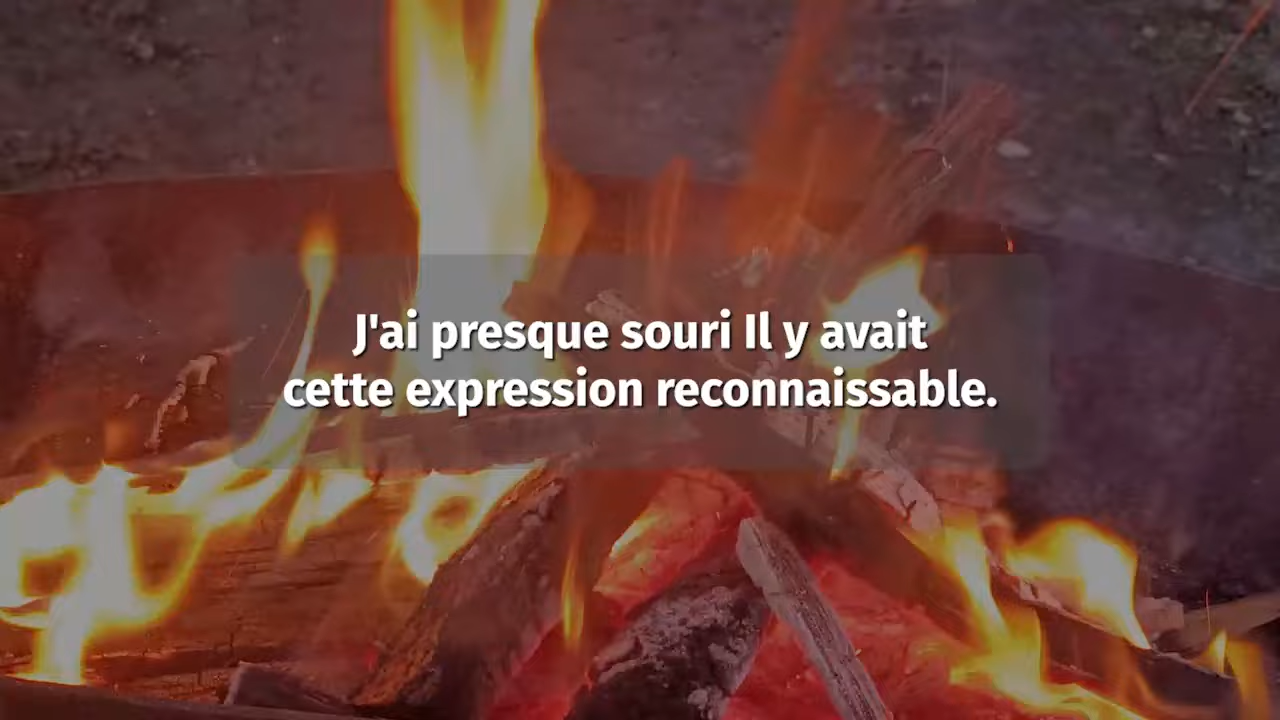 J'ai presque souri Il y avait
cette expression reconnaissable.